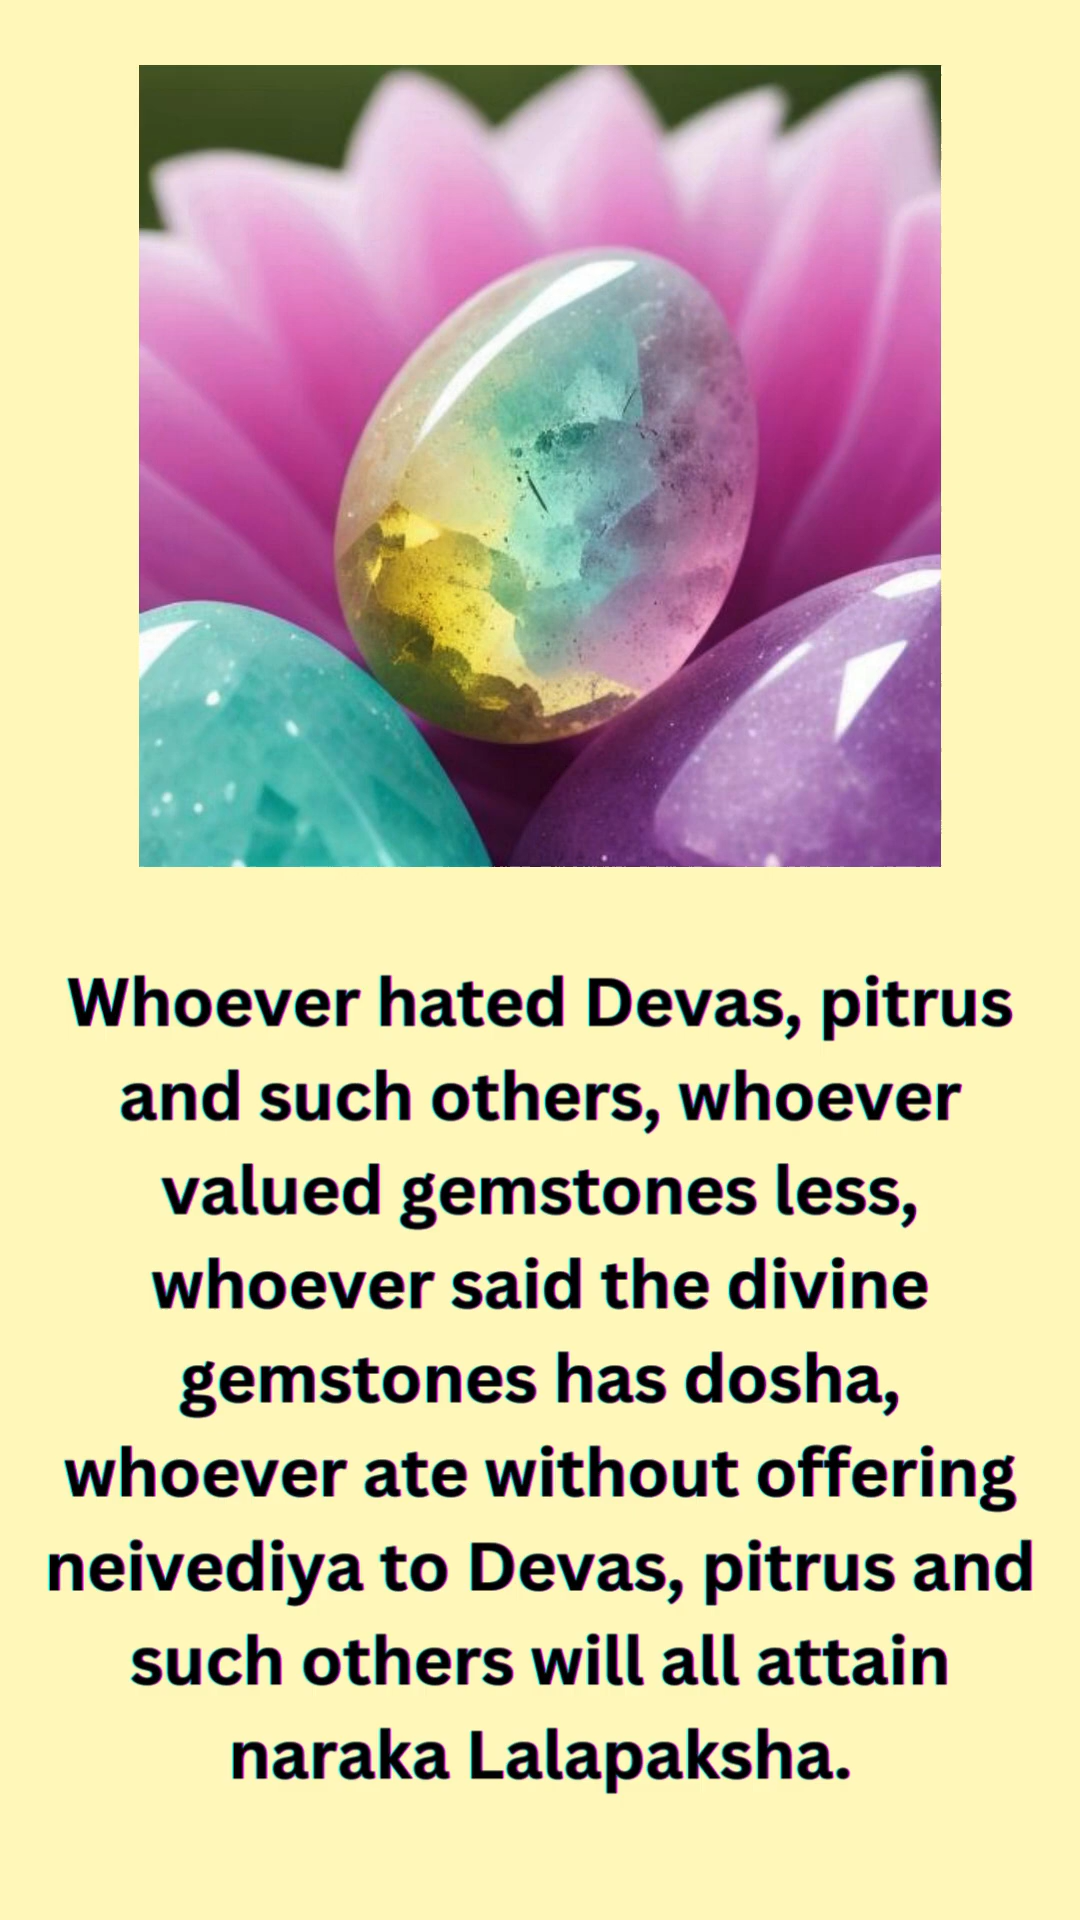 Whoever hated Devas, pitrus
and such others, whoever
valued gemstones less,
whoever said the divine
gemstones has dosha,
whoever ate without offering
neivediya to Devas, pitrus and
such others will all attain
naraka Lalapaksha.